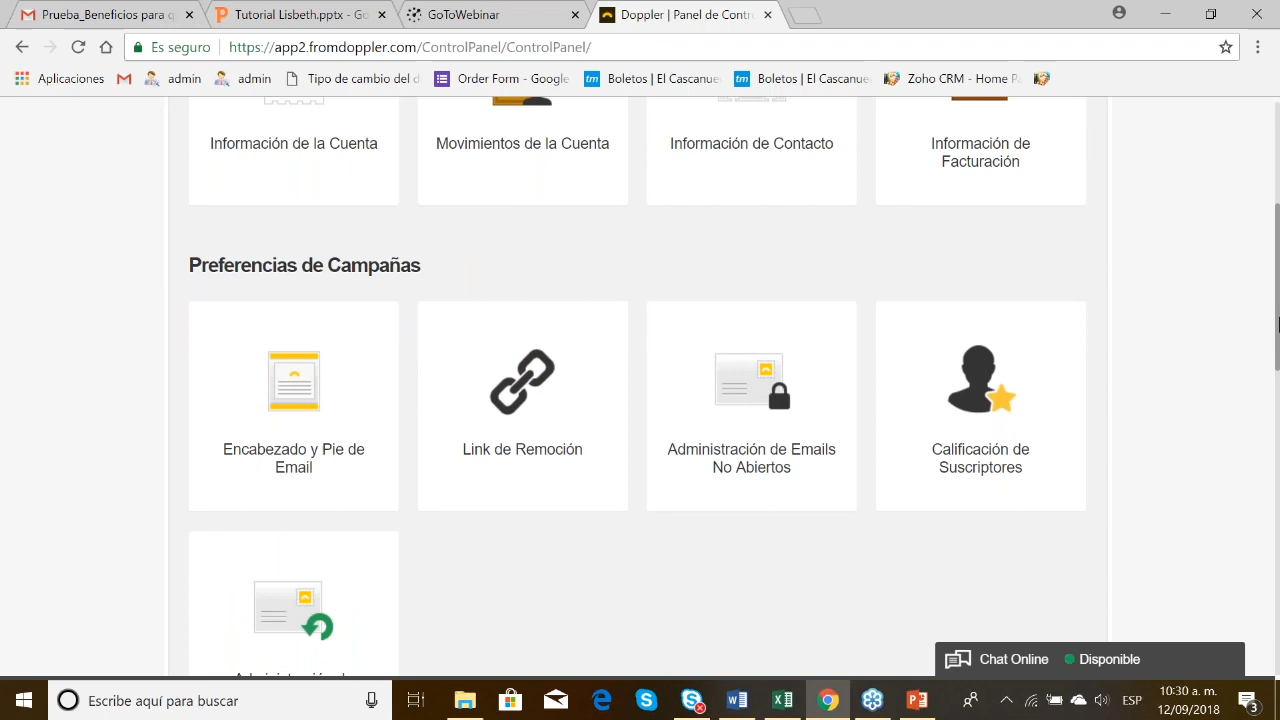 Prueba_Beneficios para q
Tutorial Lisbeth.pptx - Go
GoToWebinar
Doppler | Panel de Contr
Es seguro
https://app2.fromdoppler.com/ControlPanel/ControlPanel/
Aplicaciones
admin
admin
Tipo de cambio del d
Order Form - Google
tm
Boletos | El Cascanue
tm
Boletos | El Cascanue
Zoho CRM - Home Pa
Información de la Cuenta
Movimientos de la Cuenta
Información de Contacto
Información de
Facturación
Preferencias de Campañas
Encabezado y Pie de
Email
Link de Remoción
Administración de Emails
No Abiertos
Calificación de
Suscriptores
Chat Online
Disponible
Escribe aquí para buscar
ESP
10:30 a. m.
12/09/2018
3